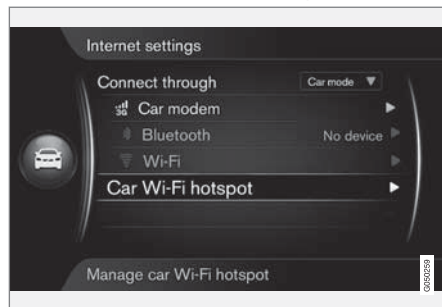 Internet settings
Connect through Car mode
3G Car modem
Bluetooth No device
Wi-Fi
Car Wi-Fi hotspot
Manage car Wi-Fi hotspot
G050259